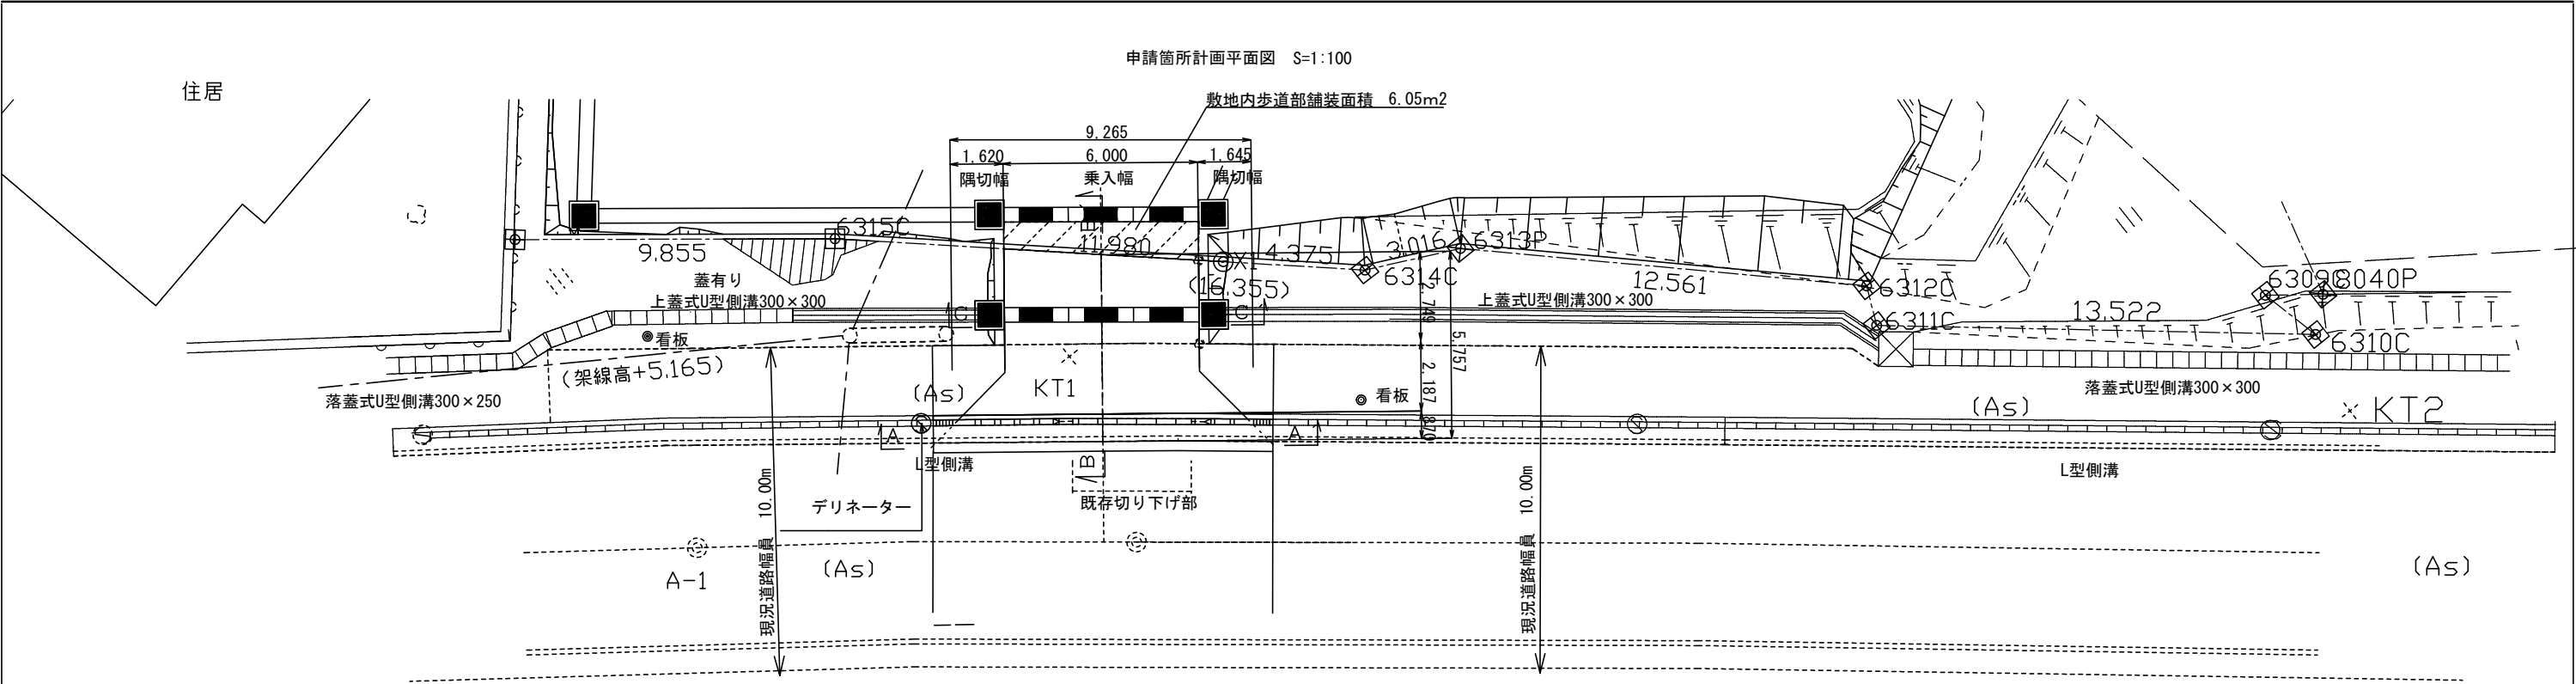 申請箇所計画平面図 S=1:100
住居
敷地内歩道部舗装面積 6.05m2
9.265
1.620
6.000
1.645
隅切幅
乗入幅
隅切幅
B
6315C
9.855
11.980
4.375
3.016
6313P
X1
6314C
(16.355)
12.561
6312C
6309C
8040P
蓋有り
上蓋式U型側溝300×300
上蓋式U型側溝300×300
C
C
6311C
13.522
6310C
看板
(架線高+5.165)
2.749
5.757
2.187
870
KT1
(As)
看板
落蓋式U型側溝300×250
落蓋式U型側溝300×300
(As)
KT2
A
A
L型側溝
B
L型側溝
既存切り下げ部
デリネーター
現況道路幅員 10.00m
現況道路幅員 10.00m
A-1
(As)
(As)